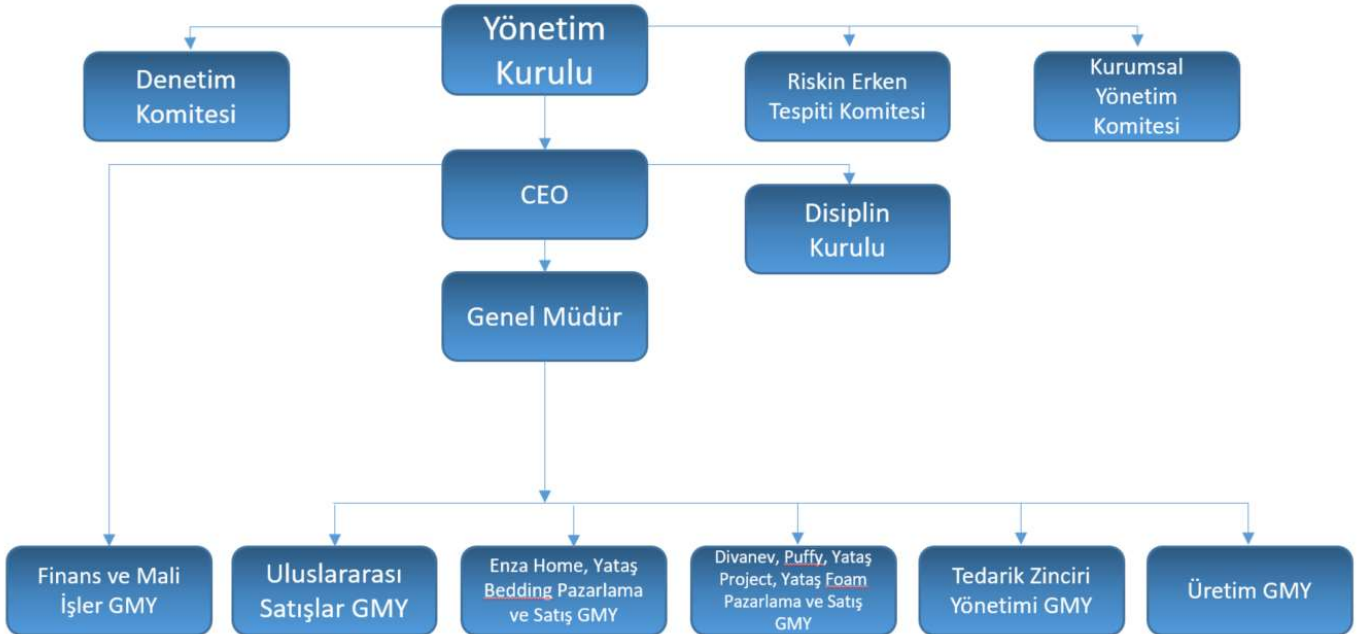 Yönetim
Kurulu
Denetim
Komitesi
Riskin Erken
Tespiti Komitesi
Kurumsal
Yönetim
Komitesi
CEO
Disiplin
Kurulu
Genel Müdür
Finans ve Mali
İşler GMY
Uluslararası
Satışlar GMY
Enza Home, Yataş
Bedding Pazarlama
ve Satış GMY
Divanev, Puffy, Yataş
Project, Yataş Foam
Pazarlama ve Satış
GMY
Tedarik Zinciri
Yönetimi GMY
Üretim GMY